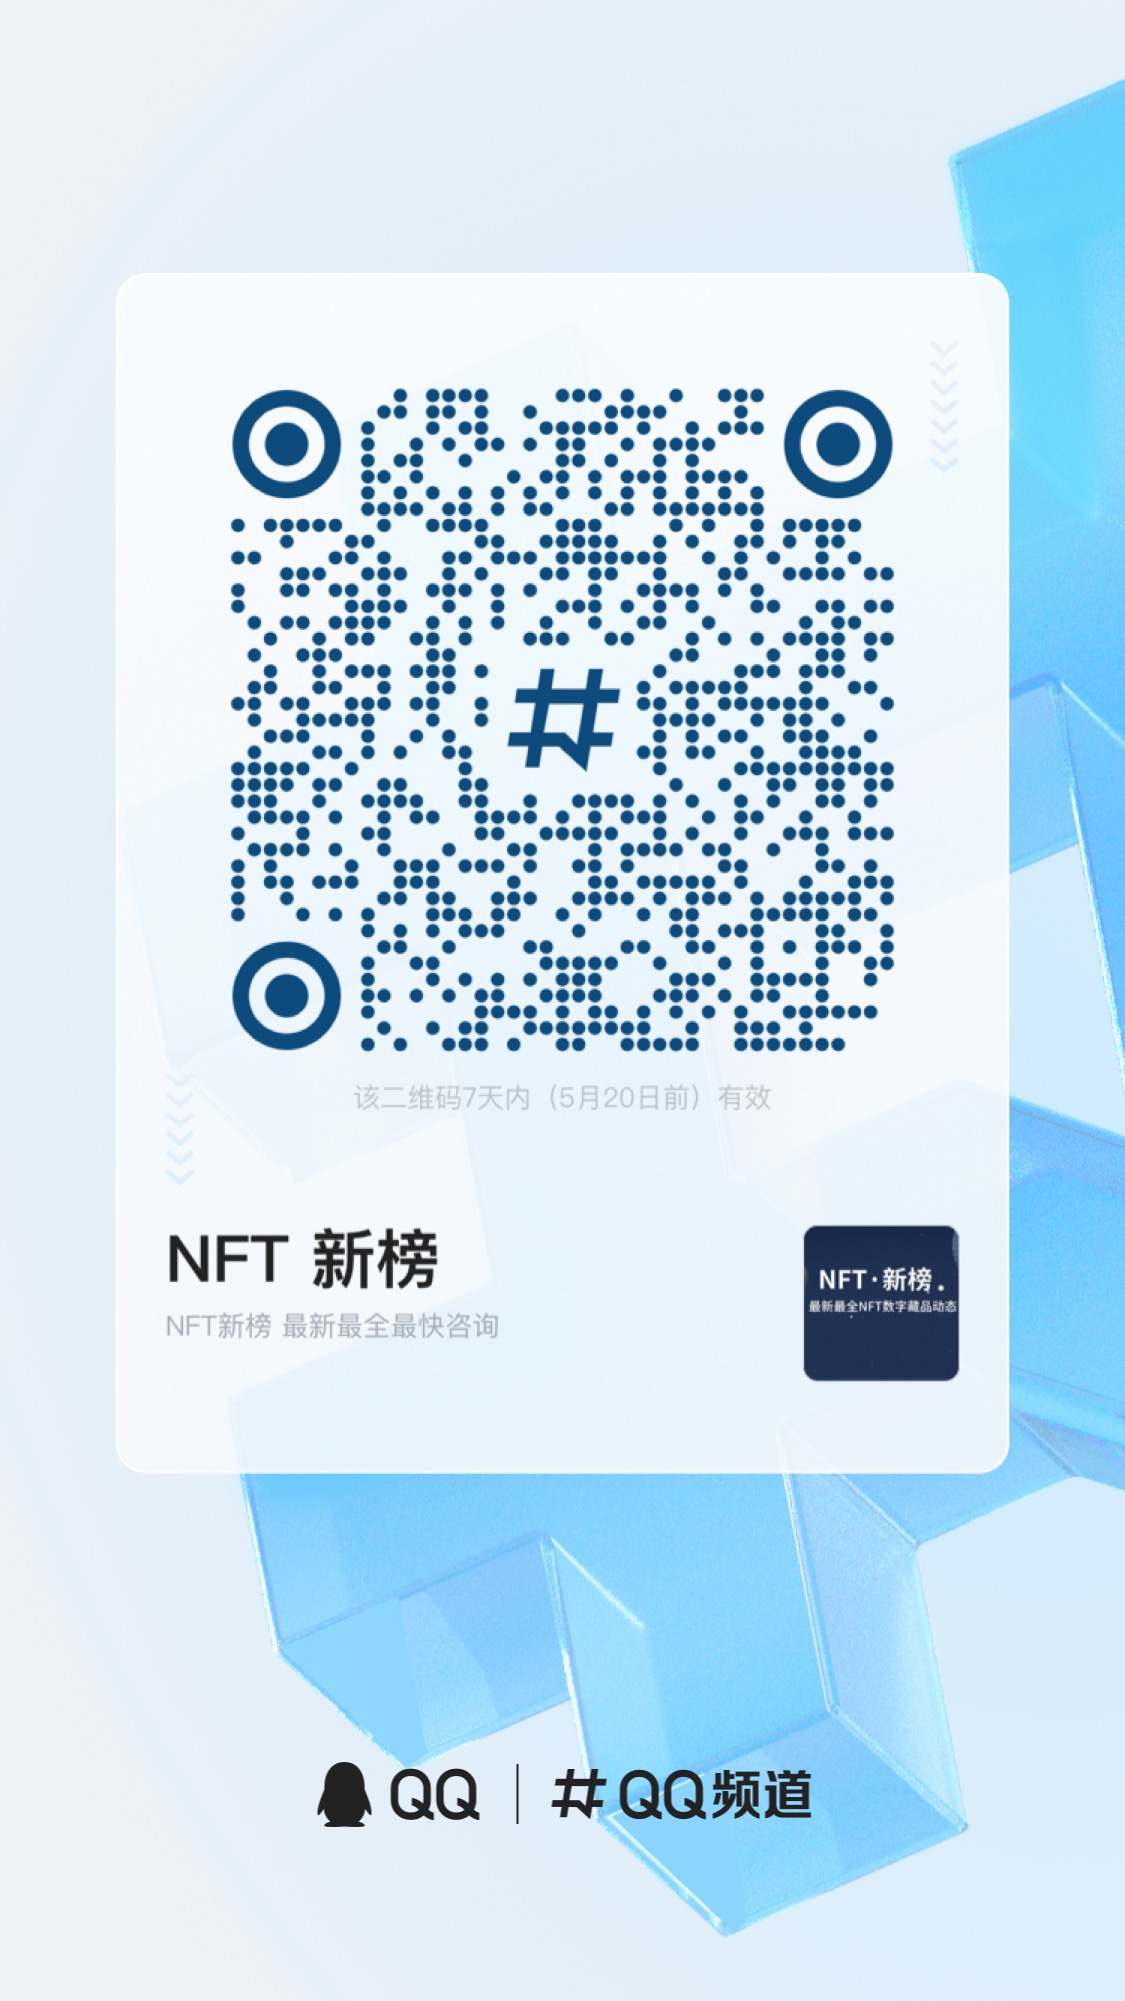 该二维码7天内（5月20日前）有效
NFT 新榜
NFT新榜 最新最全最快咨询
NFT·新榜.
最新最全NFT数字藏品动态
QQ
QQ频道